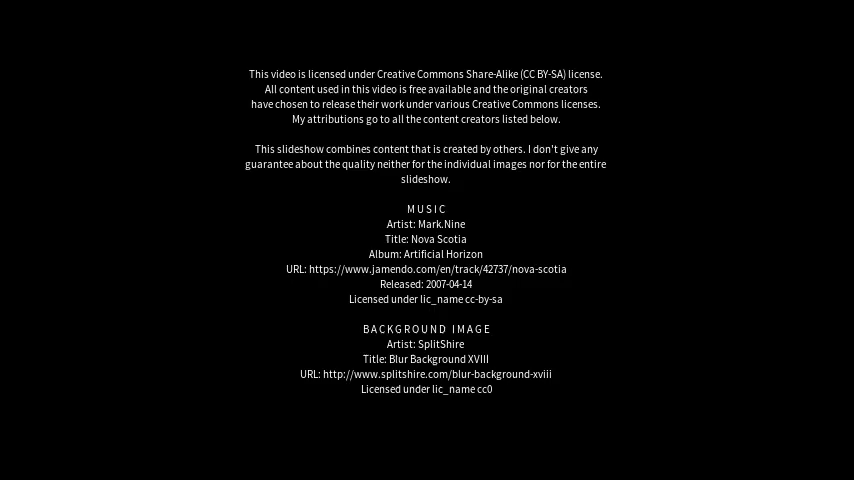 This video is licensed under Creative Commons Share-Alike (CC BY-SA) license.
All content used in this video is free available and the original creators
have chosen to release their work under various Creative Commons licenses.
My attributions go to all the content creators listed below.
This slideshow combines content that is created by others. I don't give any
guarantee about the quality neither for the individual images nor for the entire
slideshow.
MUSIC
Artist: Mark.Nine
Title: Nova Scotia
Album: Artificial Horizon
URL: https://www.jamendo.com/en/track/42737/nova-scotia
Released: 2007-04-14
Licensed under lic_name cc-by-sa
BACKGROUND IMAGE
Artist: SplitShire
Title: Blur Background XVIII
URL: http://www.splitshire.com/blur-background-xviii
Licensed under lic_name cc0